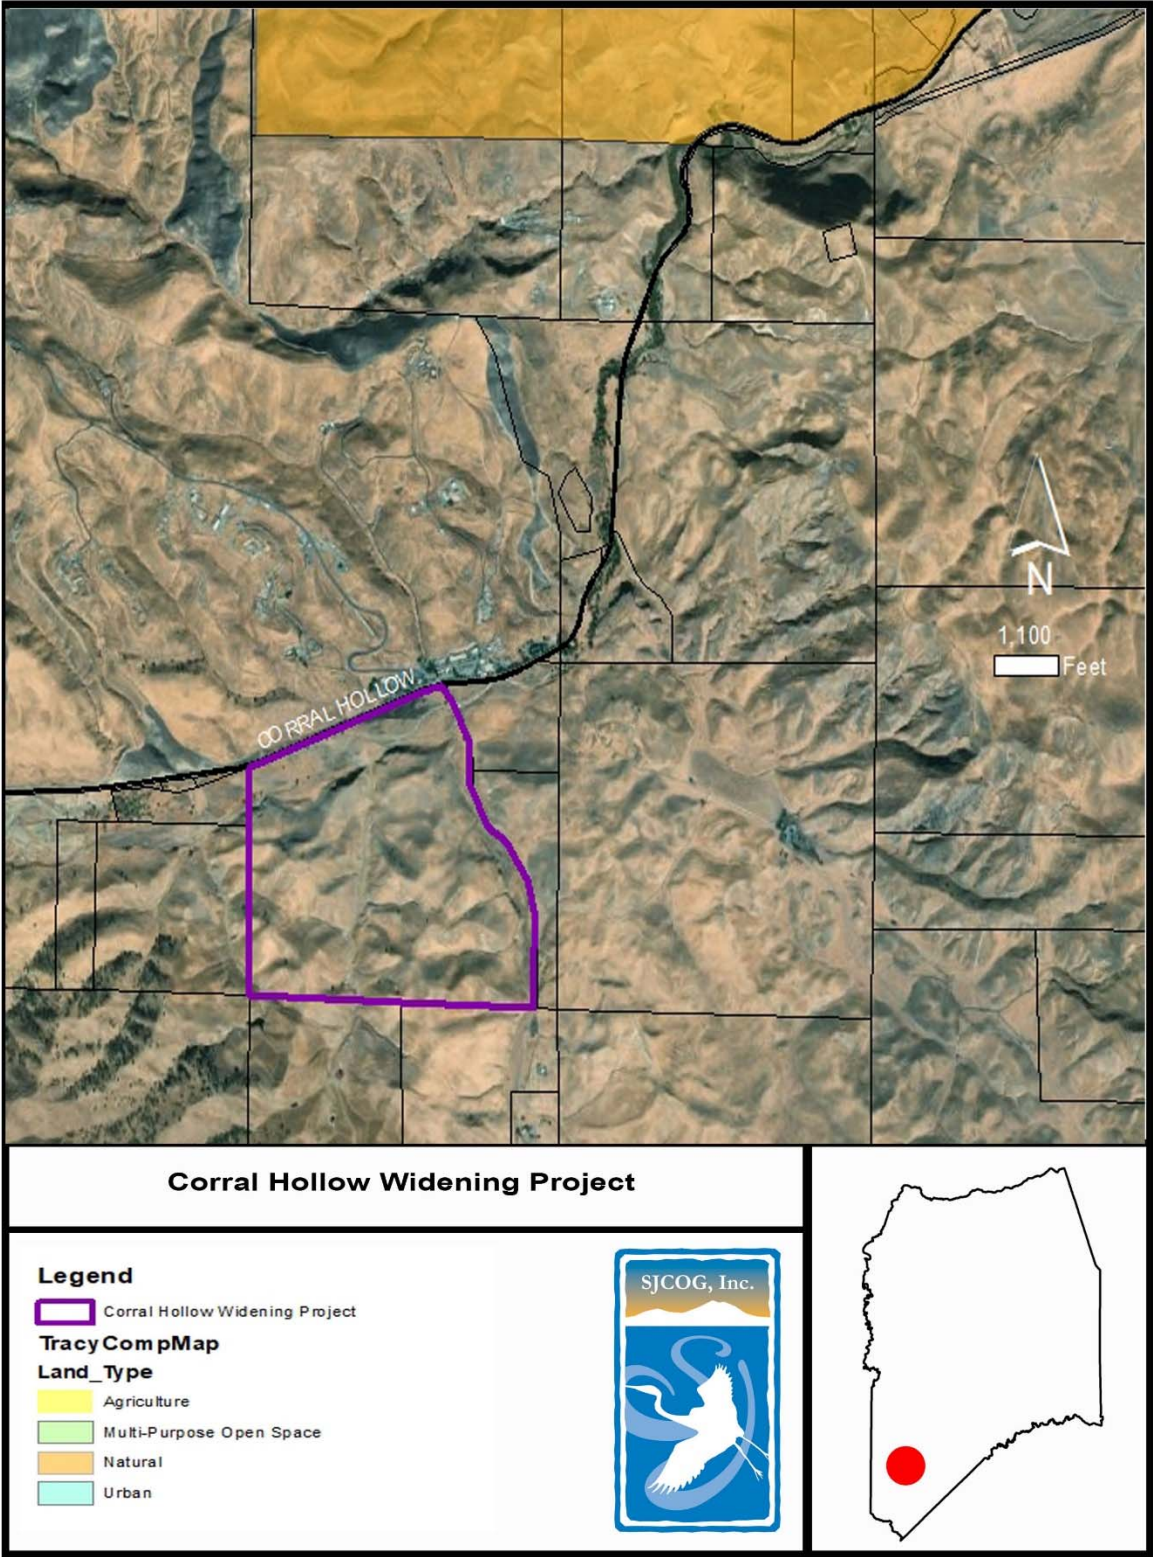 N
1,100
Feet
CORRAL HOLLOW
Corral Hollow Widening Project
Legend
Corral Hollow Widening Project
TracyCompMap
Land_Type
Agriculture
Multi-Purpose Open Space
Natural
Urban
SJCOG, Inc.